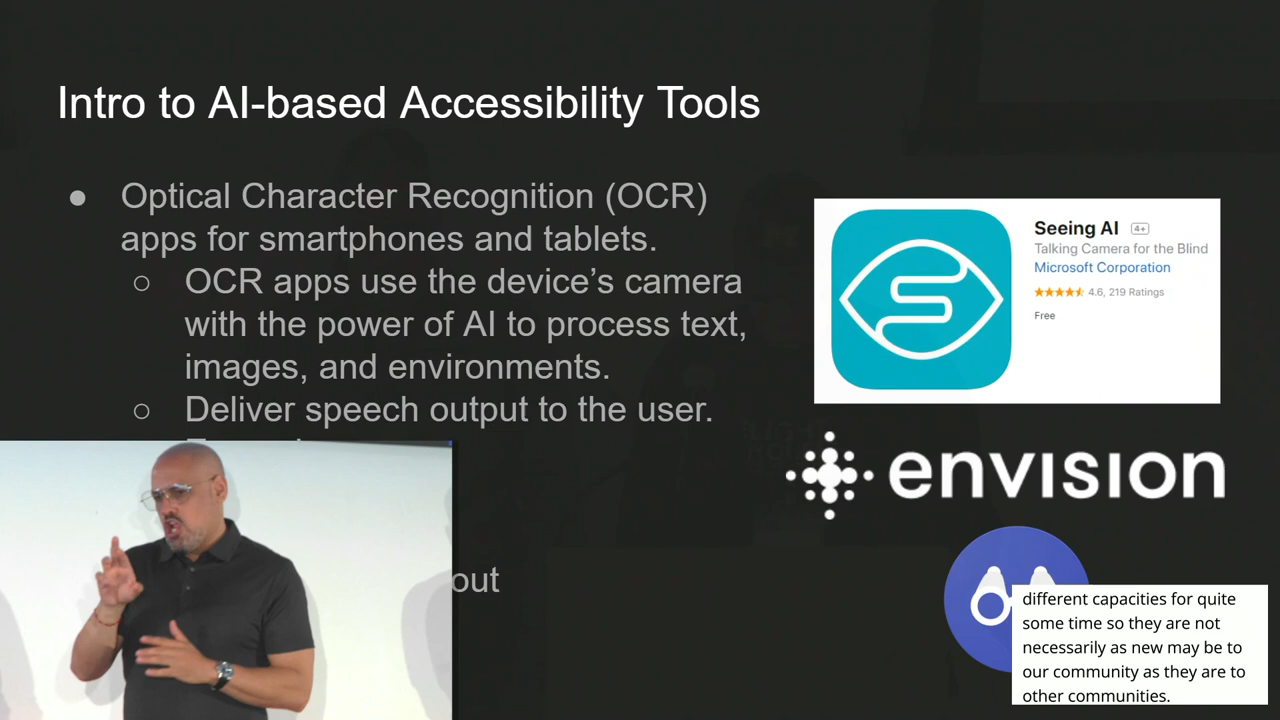 Intro to AI-based Accessibility Tools
● Optical Character Recognition (OCR)
apps for smartphones and tablets.
○ OCR apps use the device’s camera
with the power of AI to process text,
images, and environments.
○ Deliver speech output to the user.
out
Seeing AI 4+
Talking Camera for the Blind
Microsoft Corporation
4.6, 219 Ratings
Free
envision
different capacities for quite
some time so they are not
necessarily as new may be to
our community as they are to
other communities.